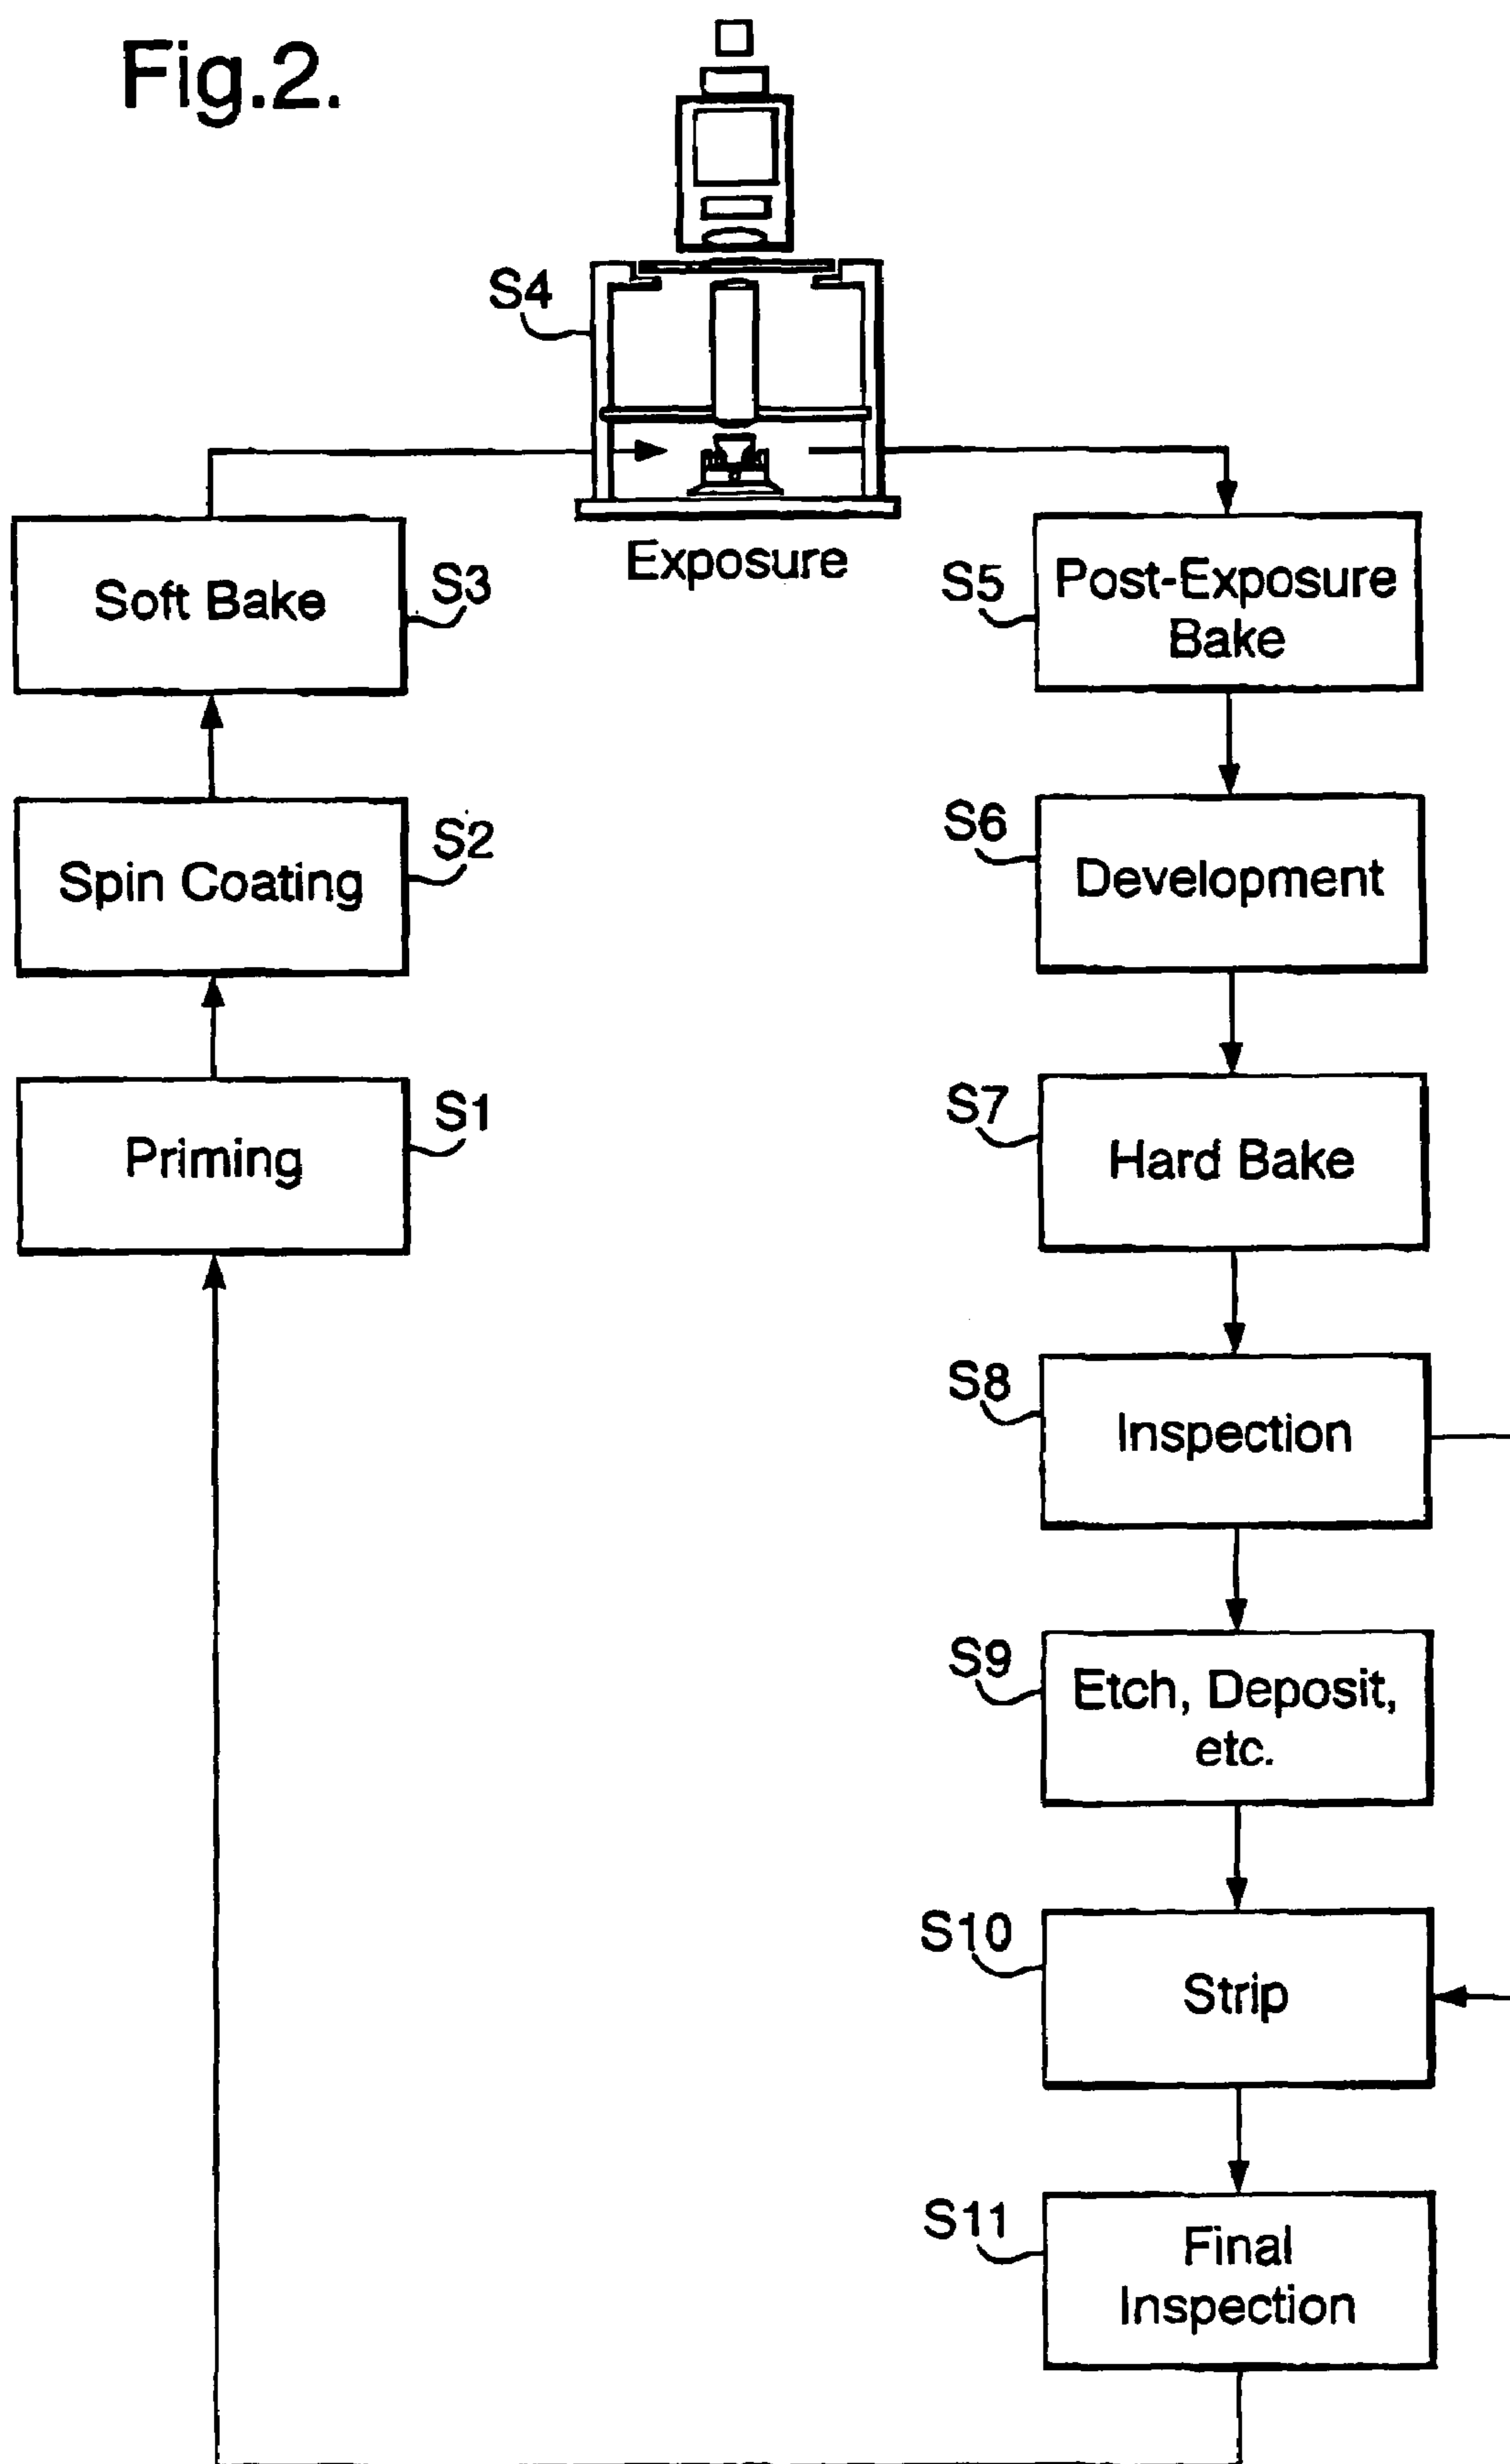 Fig.2.
S4
Exposure
Soft Bake
S3
S5
Post-Exposure
Bake
Spin Coating
S2
S6
Development
Priming
S1
S7
Hard Bake
S8
Inspection
S9
Etch, Deposit,
etc.
S10
Strip
S11
Final
Inspection